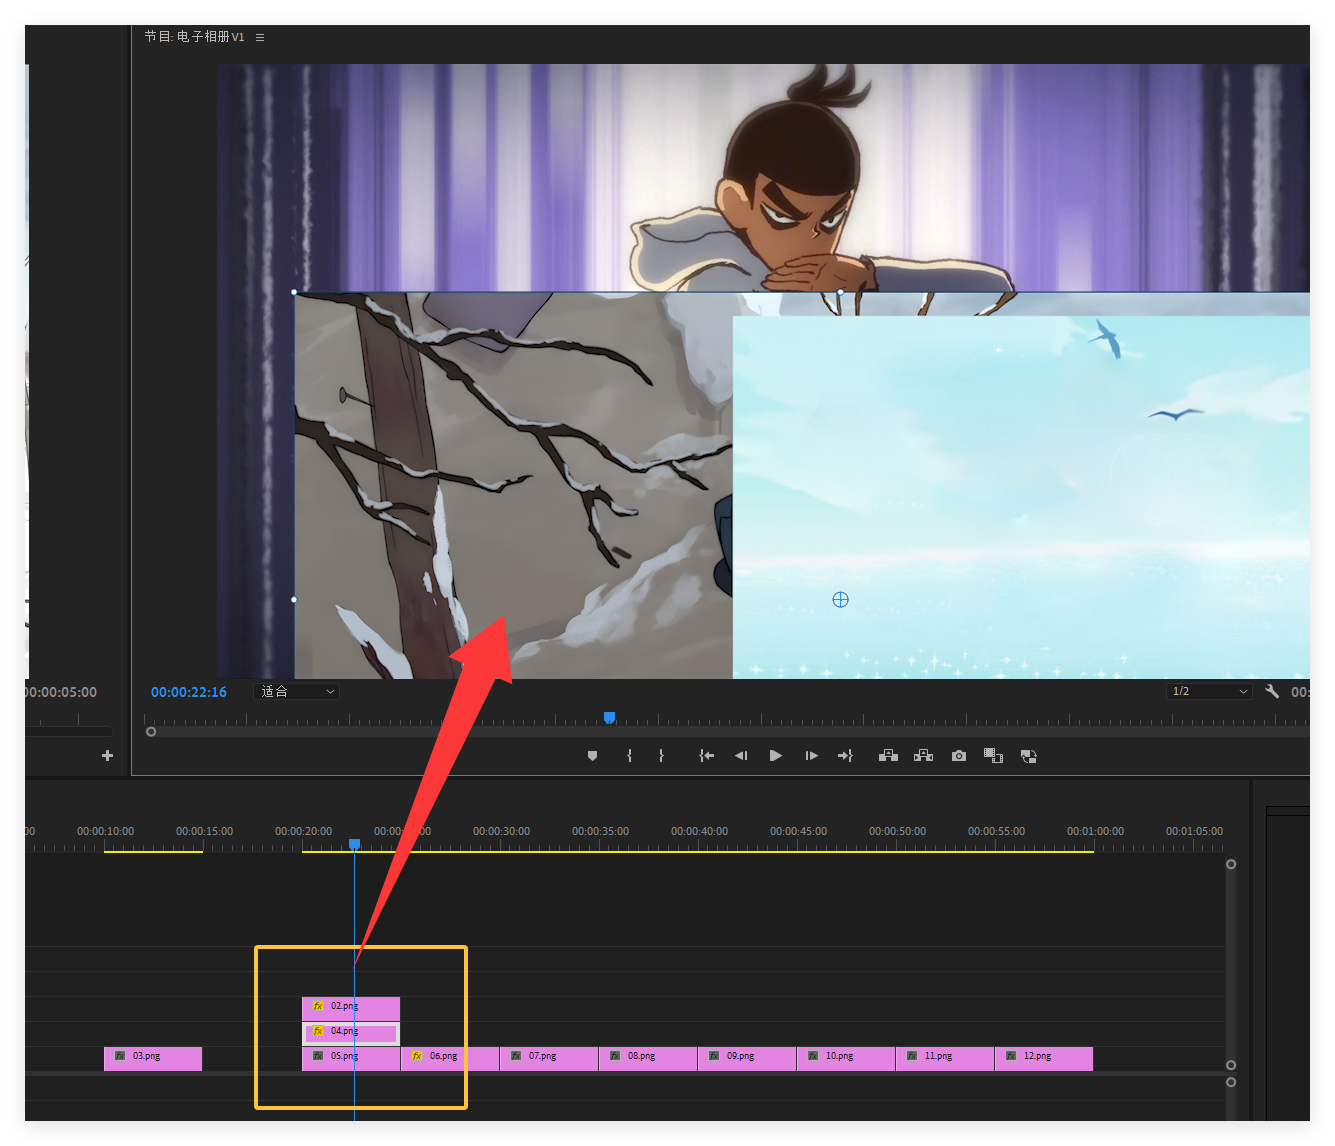 节目: 电子相册V1
00:00:05:00
00:00:22:16
适合
1/2
00:
00 00:00:10:00 00:00:15:00 00:00:20:00 00:00:30:00 00:00:35:00 00:00:40:00 00:00:45:00 00:00:50:00 00:00:55:00 00:01:00:00 00:01:05:00
fx 02.png
fx 04.png
fx 03.png fx 05.png fx 06.png fx 07.png fx 08.png fx 09.png fx 10.png fx 11.png fx 12.png